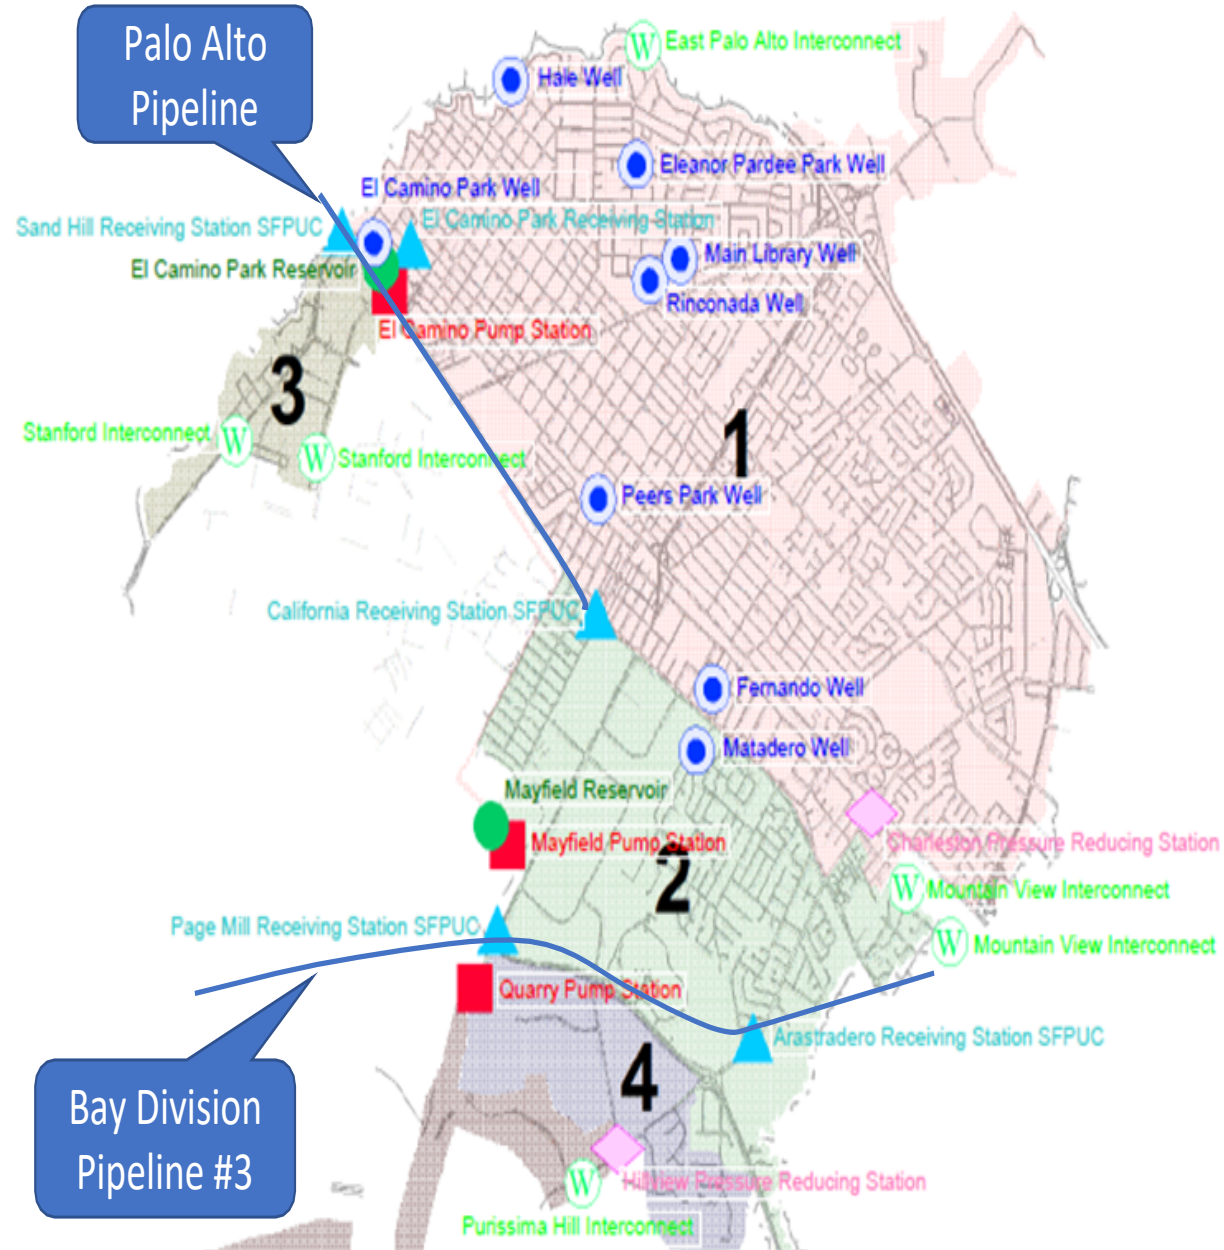 Palo Alto
Pipeline
W
East Palo Alto Interconnect
Hale Well
Eleanor Pardee Park Well
El Camino Park Well
Sand Hill Receiving Station SFPUC
El Camino Park Receiving Station
Main Library Well
El Camino Park Reservoir
Rinconada Well
El Camino Pump Station
3
1
Stanford Interconnect
W
W
Stanford Interconnect
Peers Park Well
California Receiving Station SFPUC
Fernando Well
Matadero Well
Mayfield Reservoir
Mayfield Pump Station
Charleston Pressure Reducing Station
2
W
Mountain View Interconnect
Page Mill Receiving Station SFPUC
W
Mountain View Interconnect
Quarry Pump Station
Arastradero Receiving Station SFPUC
4
Bay Division
Pipeline #3
W
Hillview Pressure Reducing Station
Purissima Hill Interconnect